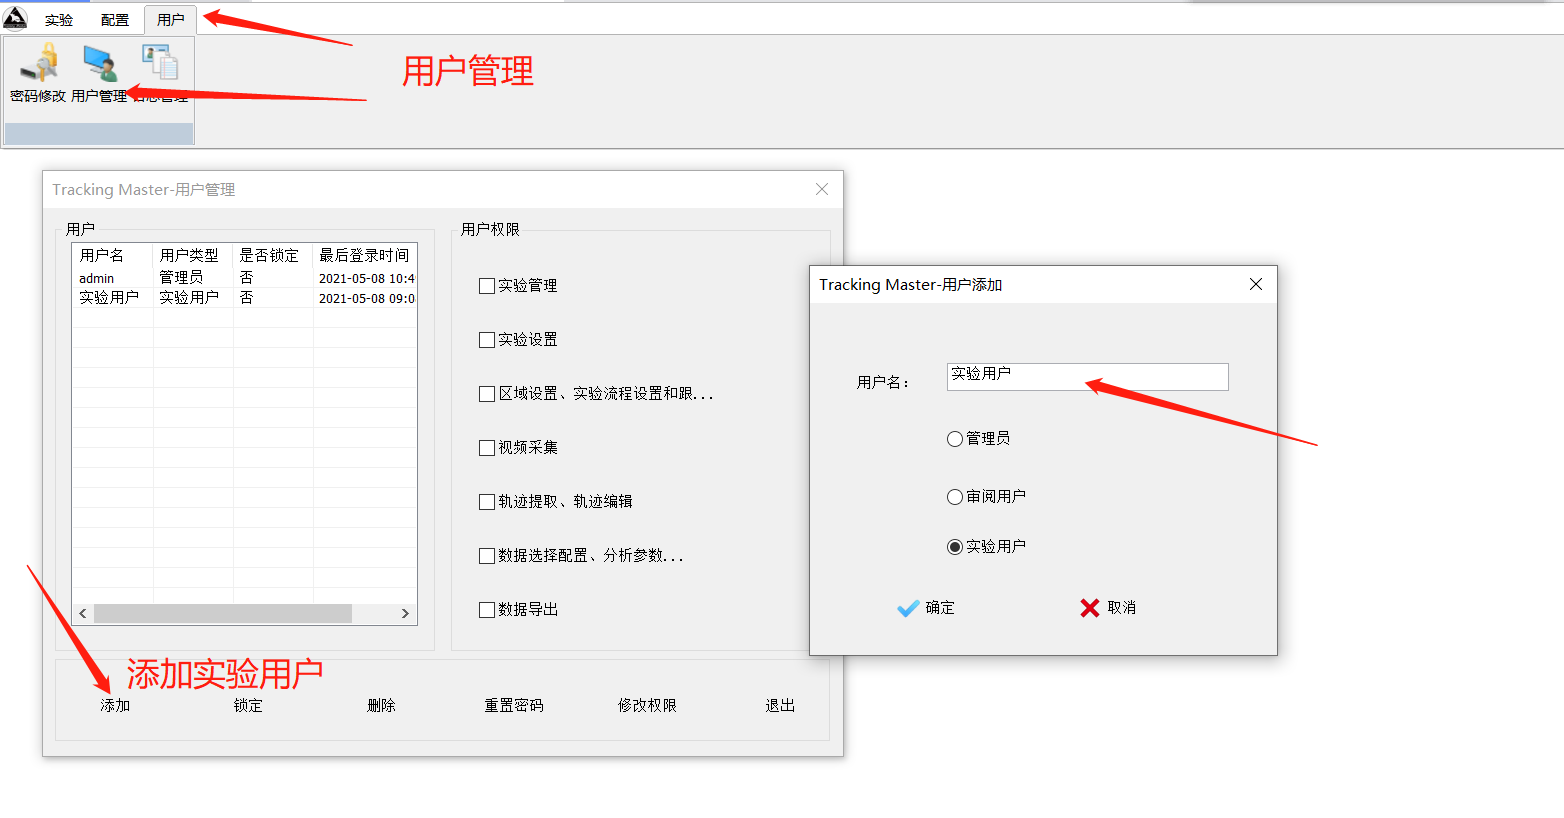 实验 配置 用户
用户管理
密码修改 用户管理 日志管理
Tracking Master-用户管理
用户
用户名 用户类型 是否锁定 最后登录时间
admin 管理员 否 2021-05-08 10:4
实验用户 实验用户 否 2021-05-08 09:0
用户权限
实验管理
实验设置
区域设置、实验流程设置和跟...
视频采集
轨迹提取、轨迹编辑
数据选择配置、分析参数...
数据导出
添加实验用户
添加 锁定 删除 重置密码 修改权限 退出
Tracking Master-用户添加
用户名： 实验用户
管理员
审阅用户
实验用户
确定 取消